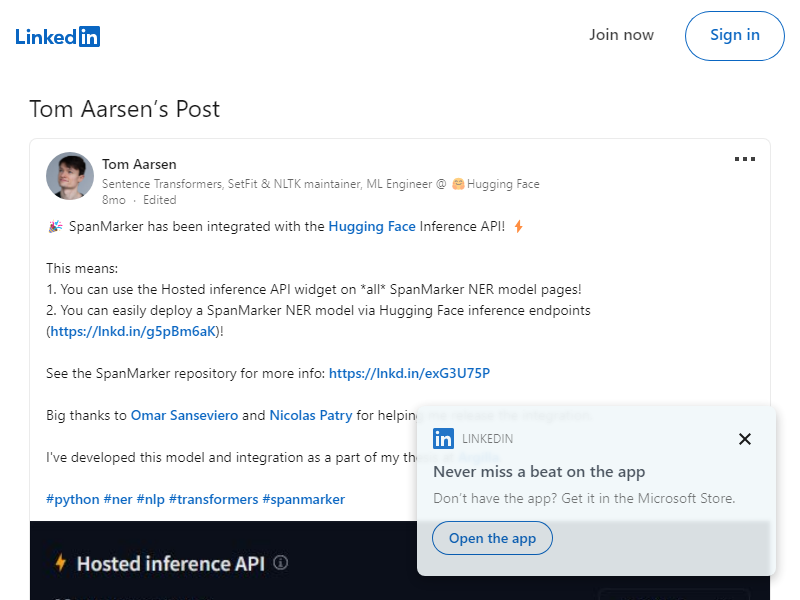 LinkedIn
Join now
Sign in
Tom Aarsen's Post
Tom Aarsen
Sentence Transformers, SetFit & NLTK maintainer, ML Engineer @ 🤗 Hugging Face
8mo · Edited
🎉 SpanMarker has been integrated with the Hugging Face Inference API! ⚡
This means:
1. You can use the Hosted inference API widget on *all* SpanMarker NER model pages!
2. You can easily deploy a SpanMarker NER model via Hugging Face inference endpoints
(https://lnkd.in/g5pBm6aK)!
See the SpanMarker repository for more info: https://lnkd.in/exG3U75P
Big thanks to Omar Sanseviero and Nicolas Patry for helping me release the integration.
I've developed this model and integration as a part of my
#python #ner #nlp #transformers #spanmarker
in LINKEDIN
Never miss a beat on the app
Don't have the app? Get it in the Microsoft Store.
Open the app
⚡ Hosted inference API